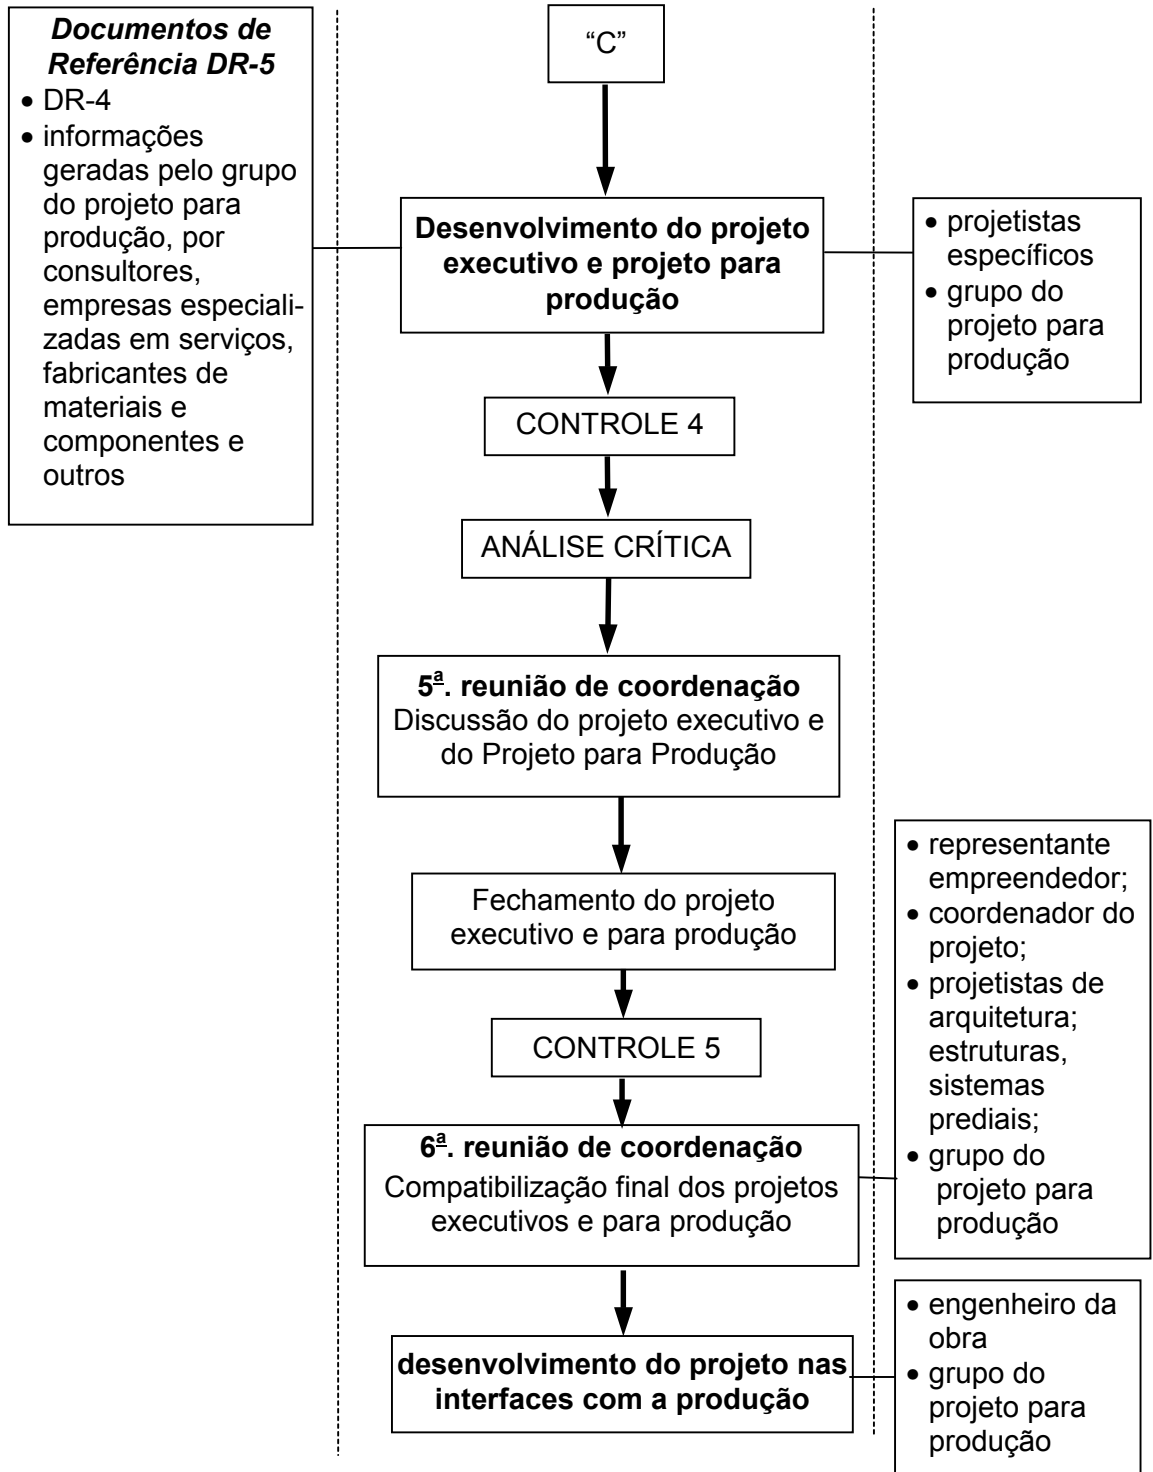 Documentos de
Referência DR-5
• DR-4
• informações
geradas pelo grupo
do projeto para
produção, por
consultores,
empresas especiali-
zadas em serviços,
fabricantes de
materiais e
componentes e
outros
“C”
Desenvolvimento do projeto
executivo e projeto para
produção
• projetistas
específicos
• grupo do
projeto para
produção
CONTROLE 4
ANÁLISE CRÍTICA
5ª. reunião de coordenação
Discussão do projeto executivo e
do Projeto para Produção
Fechamento do projeto
executivo e para produção
CONTROLE 5
6ª. reunião de coordenação
Compatibilização final dos projetos
executivos e para produção
• representante
empreendedor;
• coordenador do
projeto;
• projetistas de
arquitetura;
estruturas,
sistemas
prediais;
• grupo do
projeto para
produção
desenvolvimento do projeto nas
interfaces com a produção
• engenheiro da
obra
• grupo do
projeto para
produção